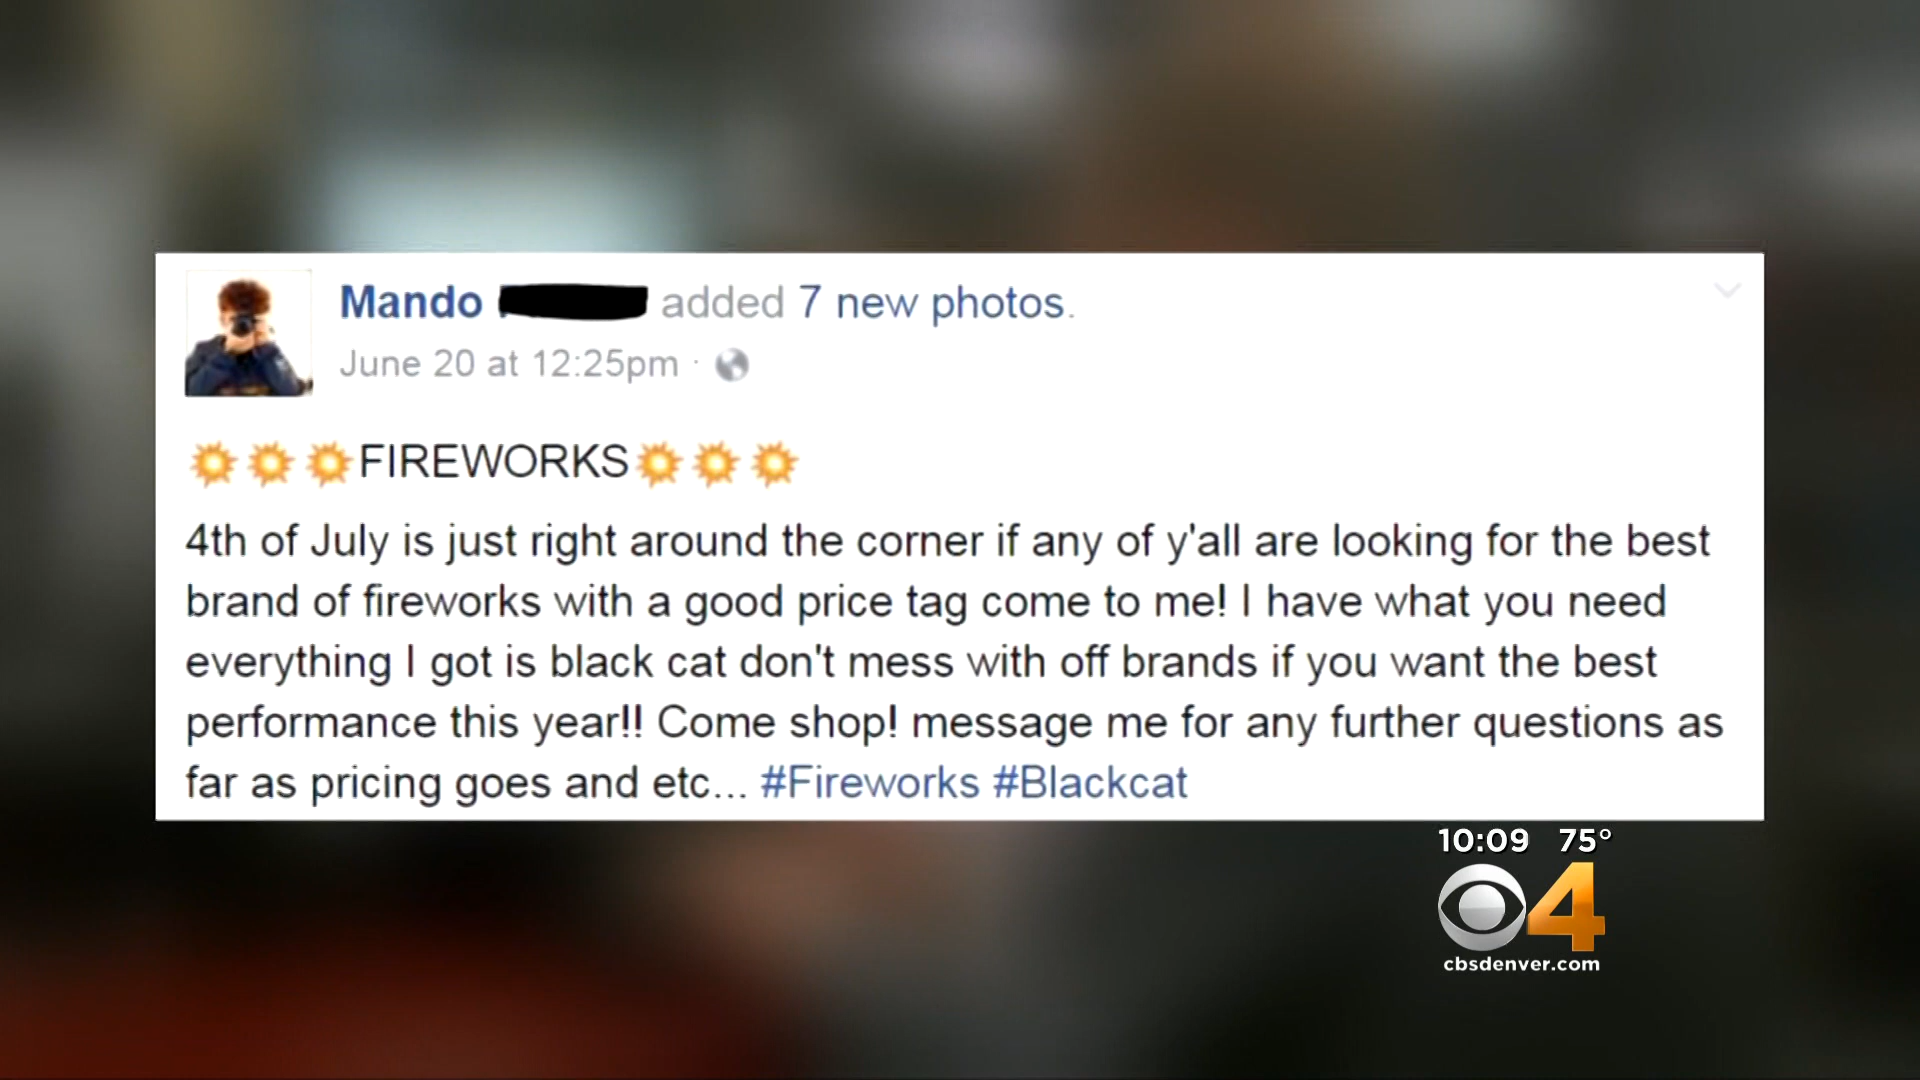 Mando added 7 new photos.
June 20 at 12:25pm ·
💥💥💥FIREWORKS💥💥💥
4th of July is just right around the corner if any of y'all are looking for the best
brand of fireworks with a good price tag come to me! I have what you need
everything I got is black cat don't mess with off brands if you want the best
performance this year!! Come shop! message me for any further questions as
far as pricing goes and etc... #Fireworks #Blackcat
10:09 75°
4
cbsdenver.com